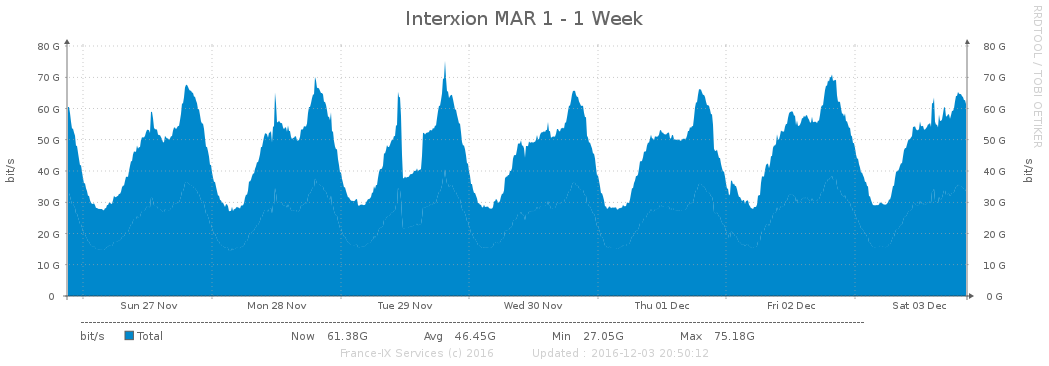 Interxion MAR 1 - 1 Week
RRDTOOL / TOBI OETIKER
80 G 80 G
70 G 70 G
60 G 60 G
50 G 50 G
40 G 40 G
30 G 30 G
20 G 20 G
10 G 10 G
0 0 G
bit/s bit/s
Sun 27 Nov Mon 28 Nov Tue 29 Nov Wed 30 Nov Thu 01 Dec Fri 02 Dec Sat 03 Dec
bit/s Total Now 61.38G Avg 46.45G Min 27.05G Max 75.18G
France-IX Services (c) 2016 Updated : 2016-12-03 20:50:12